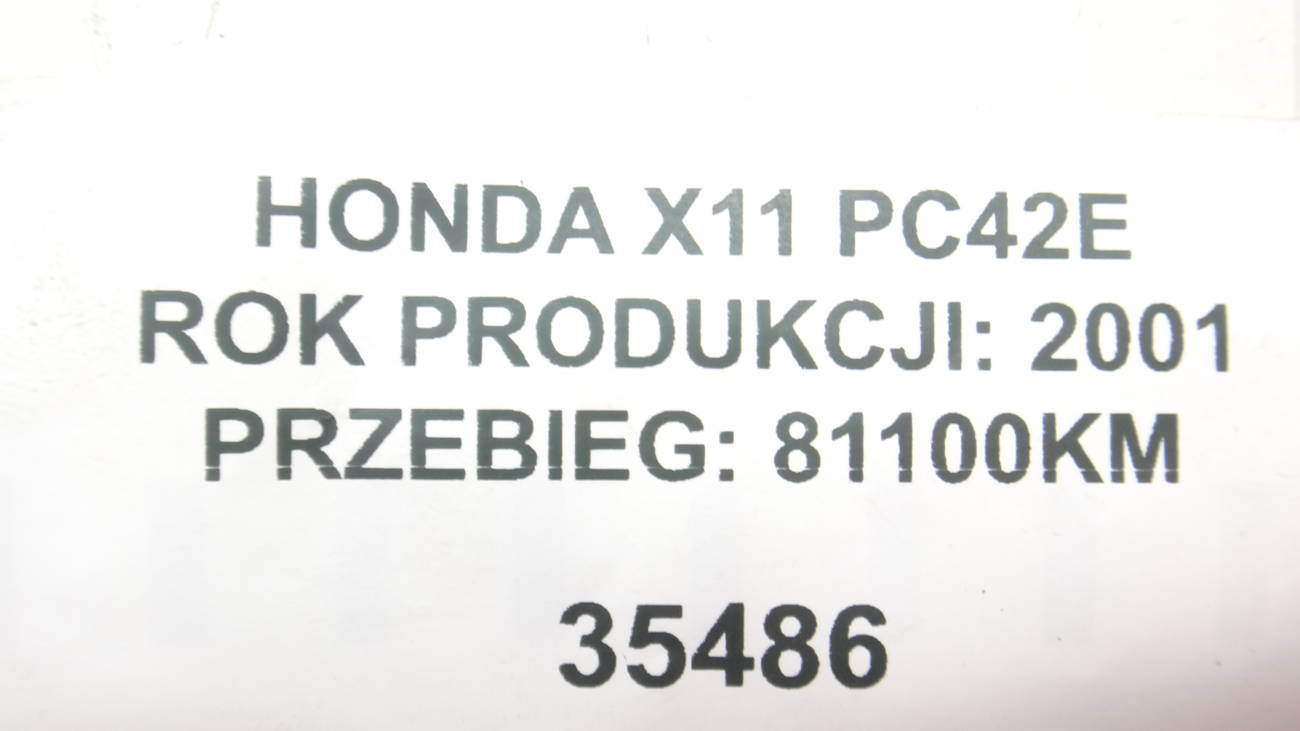 HONDA X11 PC42E
ROK PRODUKCJI: 2001
PRZEBIEG: 81100KM
35486